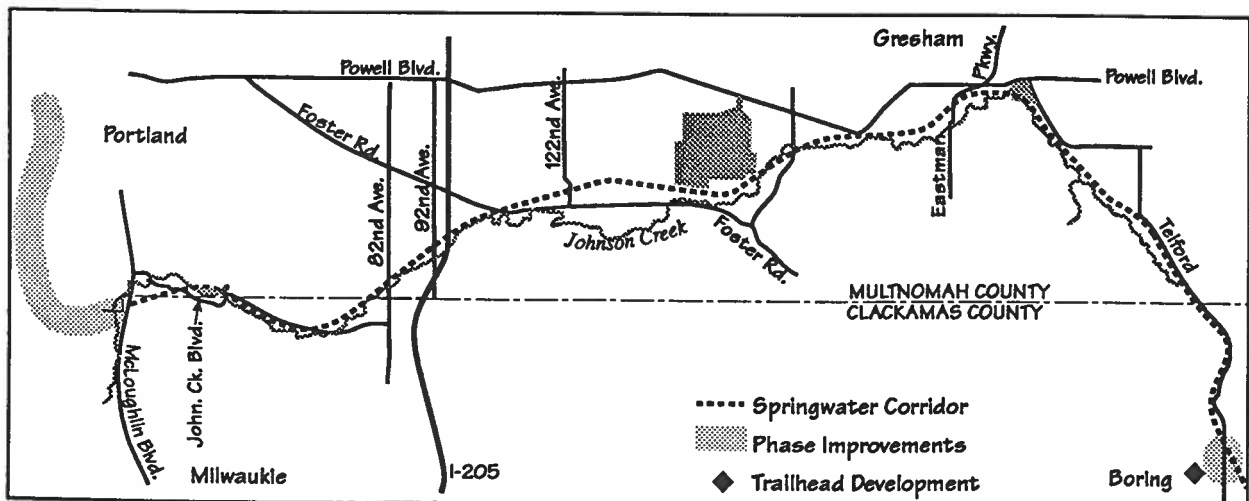 Gresham
Pkwy.
Powell Blvd.
Powell Blvd.
Portland
Foster Rd.
122nd Ave.
82nd Ave.
92nd Ave.
Eastman
Johnson Creek
Foster Rd.
Telford
MULTNOMAH COUNTY
CLACKAMAS COUNTY
McLoughlin Blvd.
John. Ck. Blvd.
Springwater Corridor
Phase Improvements
Milwaukie
I-205
Trailhead Development
Boring